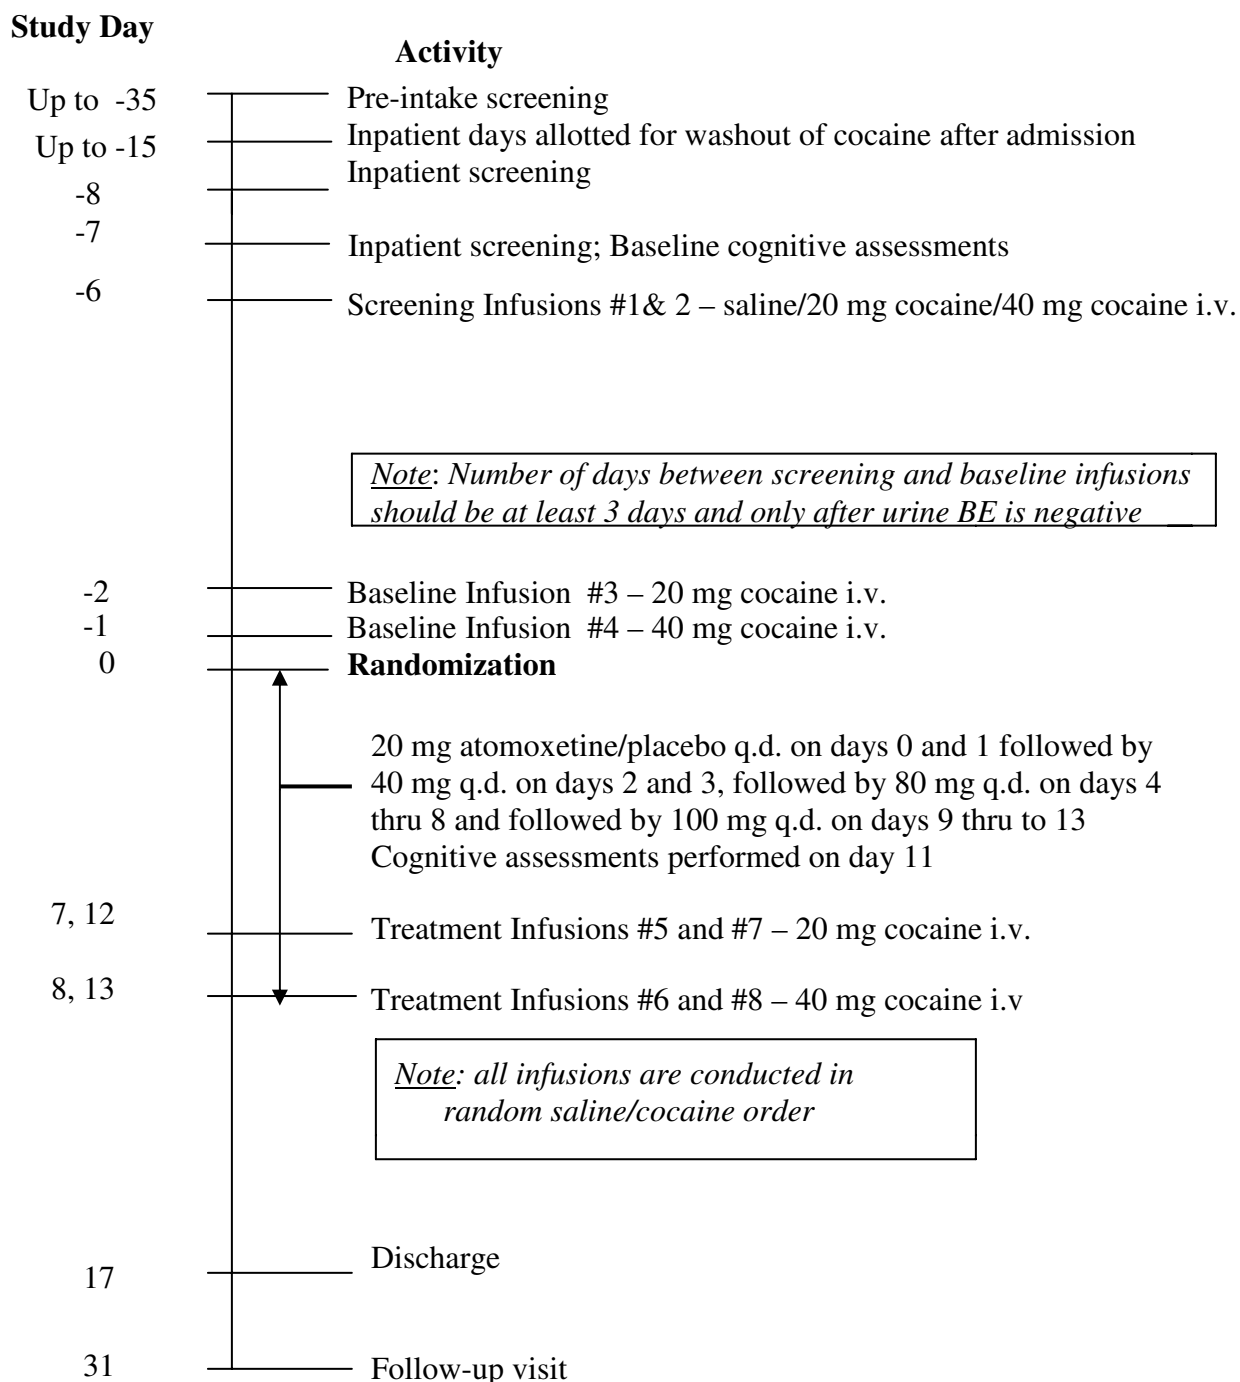 Study Day
Activity
Up to -35 Pre-intake screening
Up to -15 Inpatient days allotted for washout of cocaine after admission
-8 Inpatient screening
-7 Inpatient screening; Baseline cognitive assessments
-6 Screening Infusions #1& 2 – saline/20 mg cocaine/40 mg cocaine i.v.
Note: Number of days between screening and baseline infusions
should be at least 3 days and only after urine BE is negative
-2 Baseline Infusion #3 – 20 mg cocaine i.v.
-1 Baseline Infusion #4 – 40 mg cocaine i.v.
0 Randomization
20 mg atomoxetine/placebo q.d. on days 0 and 1 followed by
40 mg q.d. on days 2 and 3, followed by 80 mg q.d. on days 4
thru 8 and followed by 100 mg q.d. on days 9 thru to 13
Cognitive assessments performed on day 11
7, 12 Treatment Infusions #5 and #7 – 20 mg cocaine i.v.
8, 13 Treatment Infusions #6 and #8 – 40 mg cocaine i.v
Note: all infusions are conducted in
random saline/cocaine order
17 Discharge
31 Follow-up visit